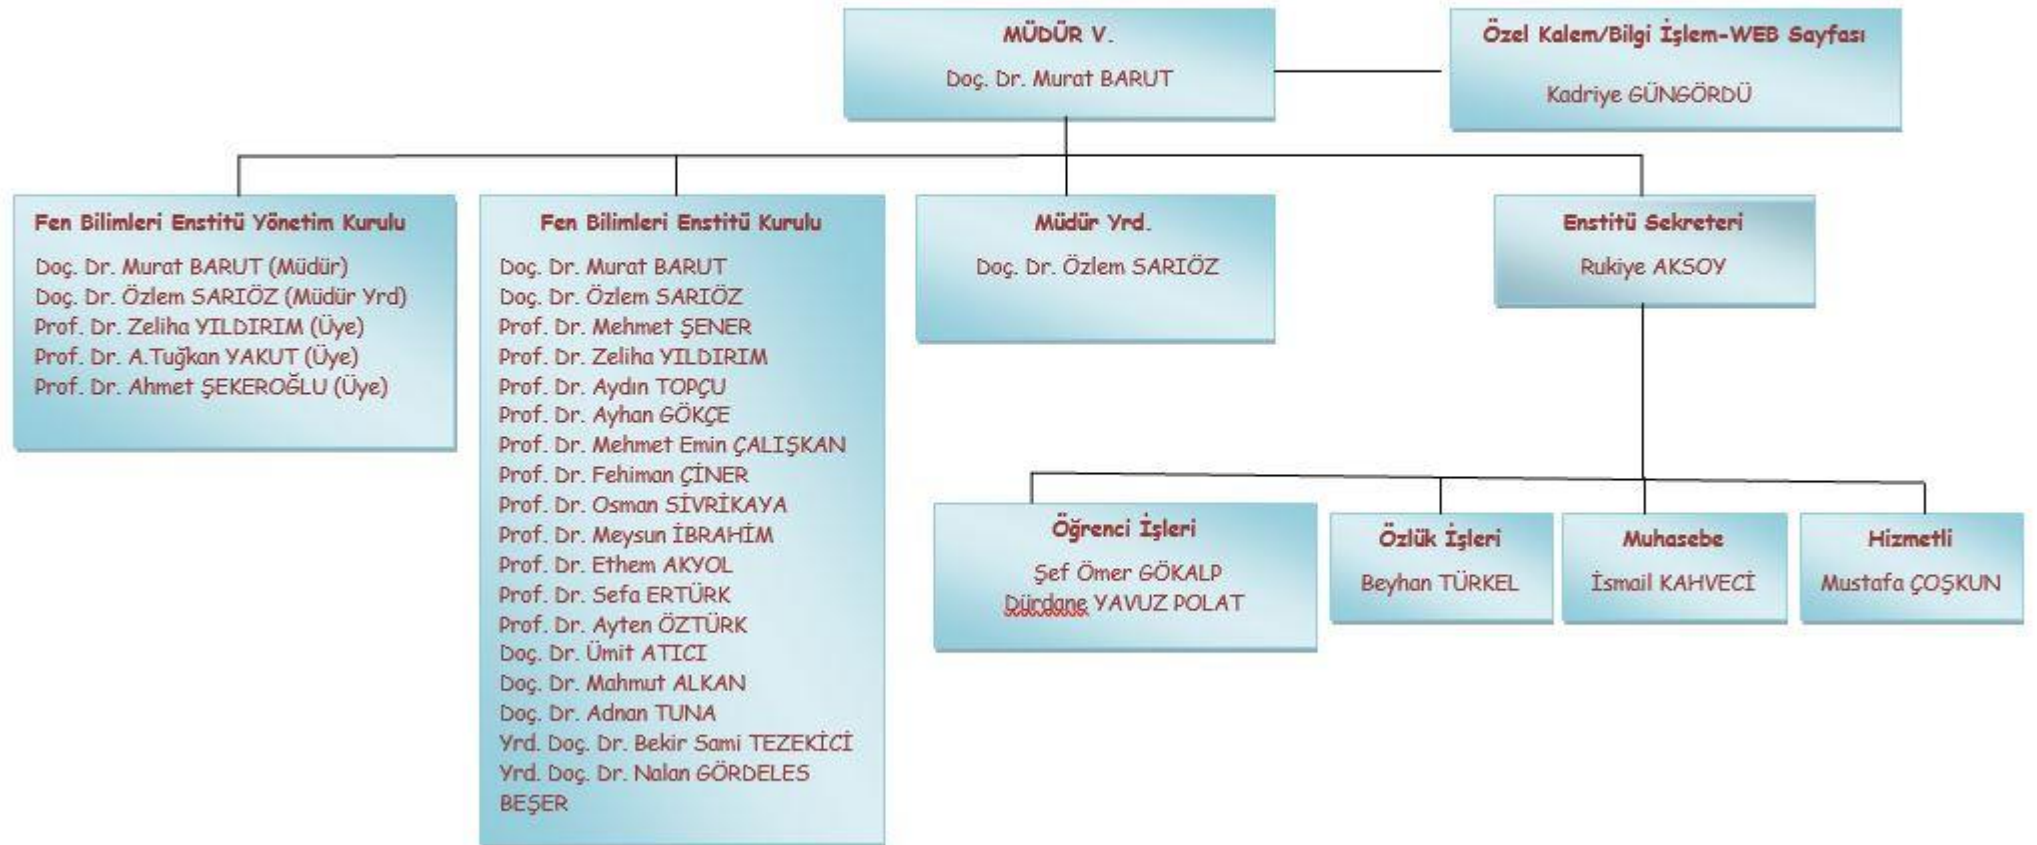 MÜDÜR V.
Doç. Dr. Murat BARUT
Özel Kalem/Bilgi İşlem-WEB Sayfası
Kadriye GÜNGÖRDÜ
Fen Bilimleri Enstitü Yönetim Kurulu
Doç. Dr. Murat BARUT (Müdür)
Doç. Dr. Özlem SARIÖZ (Müdür Yrd)
Prof. Dr. Zeliha YILDIRIM (Üye)
Prof. Dr. A.Tuğkan YAKUT (Üye)
Prof. Dr. Ahmet ŞEKEROĞLU (Üye)
Fen Bilimleri Enstitü Kurulu
Doç. Dr. Murat BARUT
Doç. Dr. Özlem SARIÖZ
Prof. Dr. Mehmet ŞENER
Prof. Dr. Zeliha YILDIRIM
Prof. Dr. Aydın TOPÇU
Prof. Dr. Ayhan GÖKÇE
Prof. Dr. Mehmet Emin ÇALIŞKAN
Prof. Dr. Fehiman ÇİNER
Prof. Dr. Osman SİVRİKAYA
Prof. Dr. Meysun İBRAHİM
Prof. Dr. Ethem AKYOL
Prof. Dr. Sefa ERTÜRK
Prof. Dr. Ayten ÖZTÜRK
Doç. Dr. Ümit ATICI
Doç. Dr. Mahmut ALKAN
Doç. Dr. Adnan TUNA
Yrd. Doç. Dr. Bekir Sami TEZEKİCİ
Yrd. Doç. Dr. Nalan GÖRDELES
BEŞER
Müdür Yrd.
Doç. Dr. Özlem SARIÖZ
Enstitü Sekreteri
Rukiye AKSOY
Öğrenci İşleri
Şef Ömer GÖKALP
Dürdane YAVUZ POLAT
Özlük İşleri
Beyhan TÜRKEL
Muhasebe
İsmail KAHVECİ
Hizmetli
Mustafa ÇOŞKUN